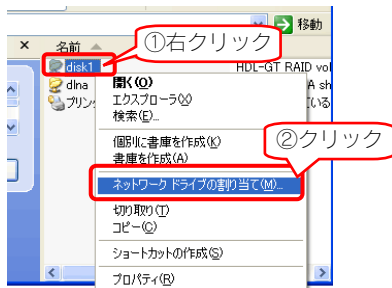 移動
名前
①右クリック
disk1
HDL-GT RAID vol
dlna
A sh
プリン
いる
開く(O)
エクスプローラ(X)
検索(E)...
個別に書庫を作成(K)
書庫を作成(A)
②クリック
ネットワーク ドライブの割り当て(M)...
切り取り(T)
コピー(C)
ショートカットの作成(S)
プロパティ(R)